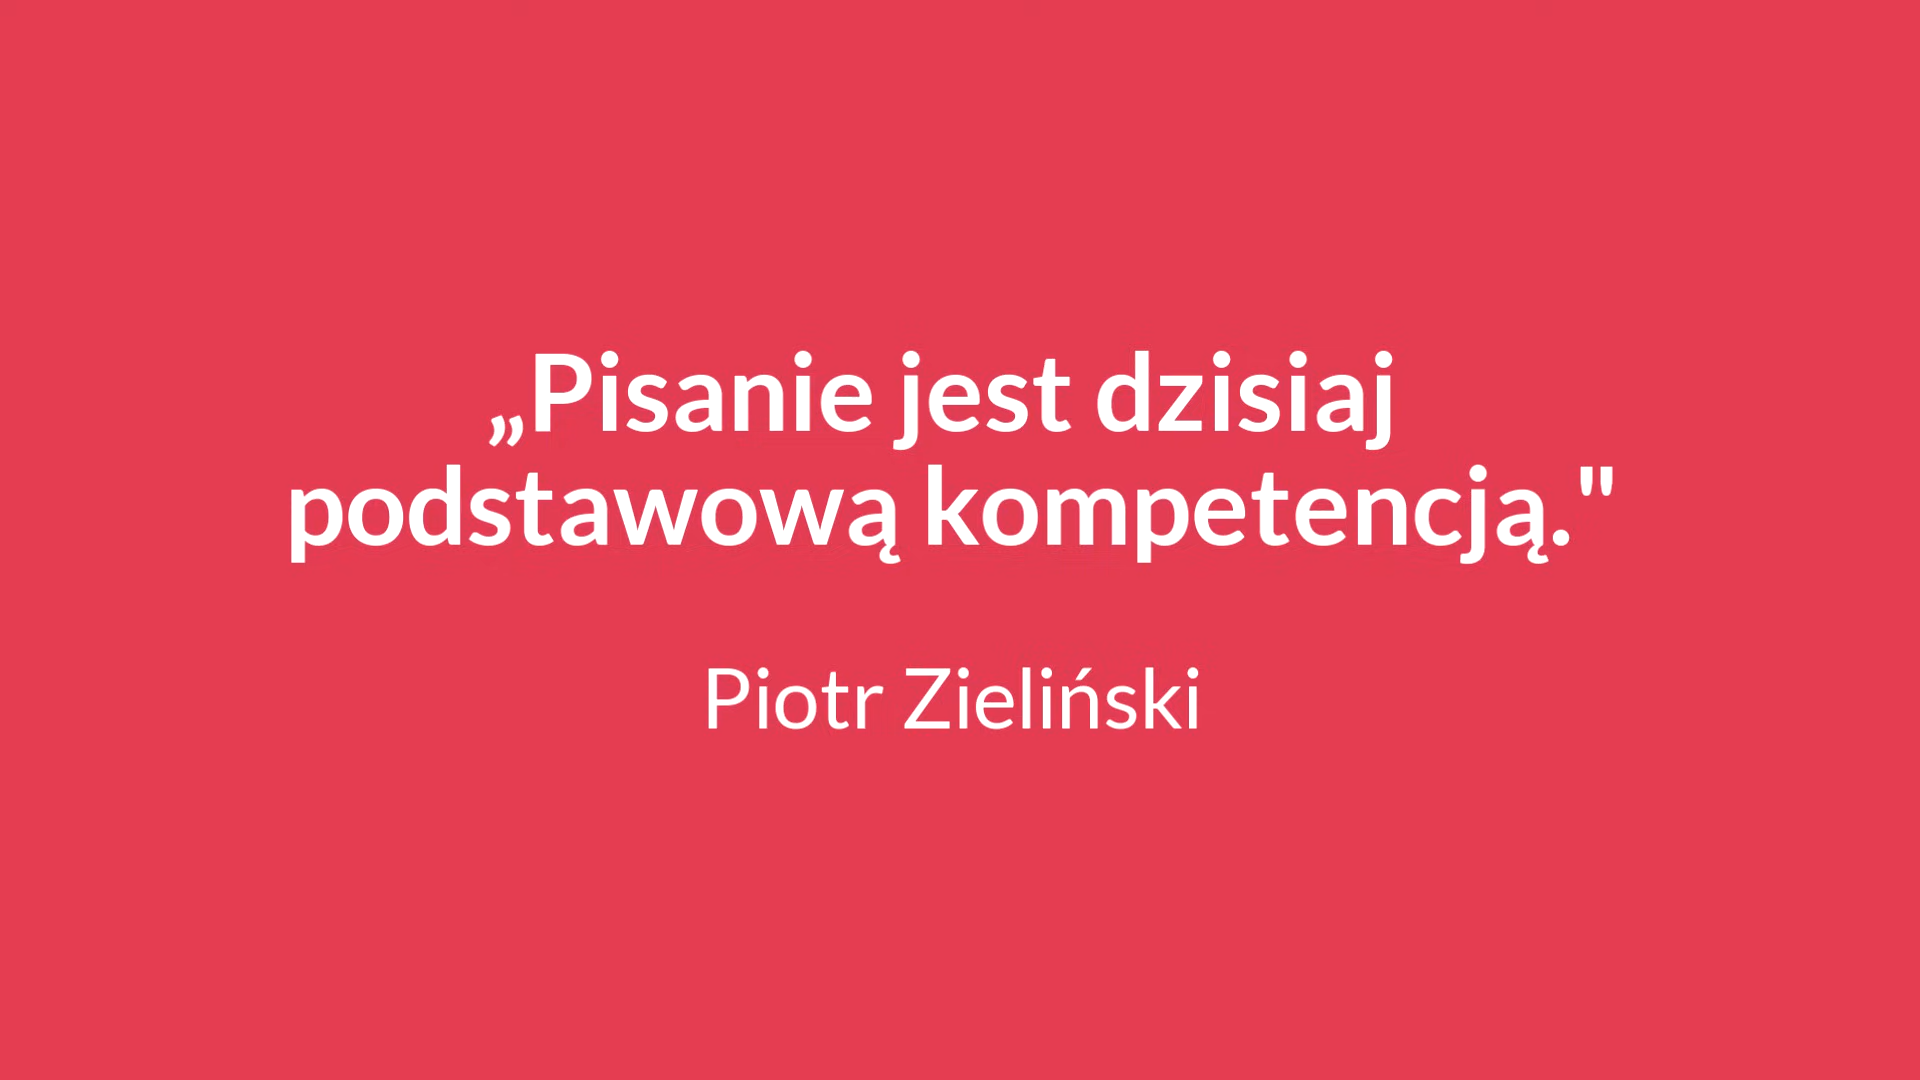 „Pisanie jest dzisiaj
podstawową kompetencją."
Piotr Zieliński